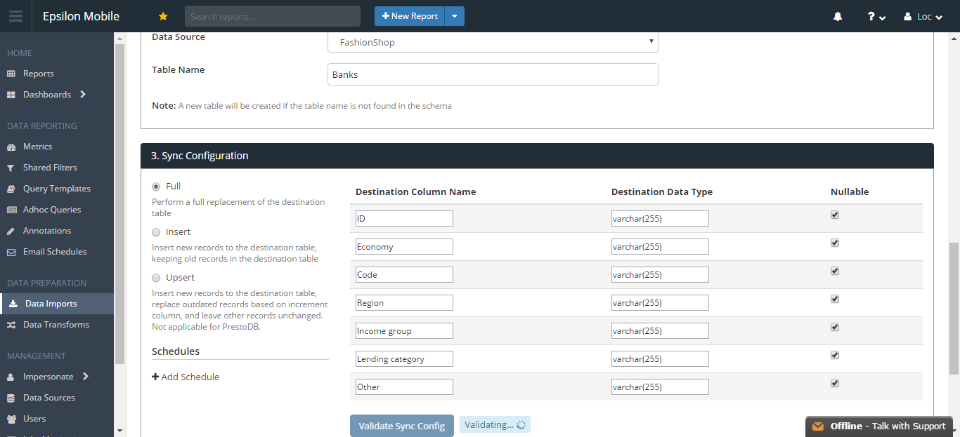 Epsilon Mobile
Search reports...
New Report
?
Loc
HOME
Reports
Dashboards
DATA REPORTING
Metrics
Shared Filters
Query Templates
Adhoc Queries
Annotations
Email Schedules
DATA PREPARATION
Data Imports
Data Transforms
MANAGEMENT
Impersonate
Data Sources
Users
Data Source
FashionShop
Table Name
Banks
Note: A new table will be created if the table name is not found in the schema
3. Sync Configuration
Full
Perform a full replacement of the destination
table
Insert
Insert new records to the destination table,
keeping old records in the destination table
Upsert
Insert new records to the destination table,
replace outdated records based on increment
column, and leave other records unchanged.
Not applicable for PrestoDB.
Schedules
Add Schedule
Destination Column Name Destination Data Type Nullable
ID varchar(255)
Economy varchar(255)
Code varchar(255)
Region varchar(255)
Income group varchar(255)
Lending category varchar(255)
Other varchar(255)
Validate Sync Config Validating...
Offline - Talk with Support